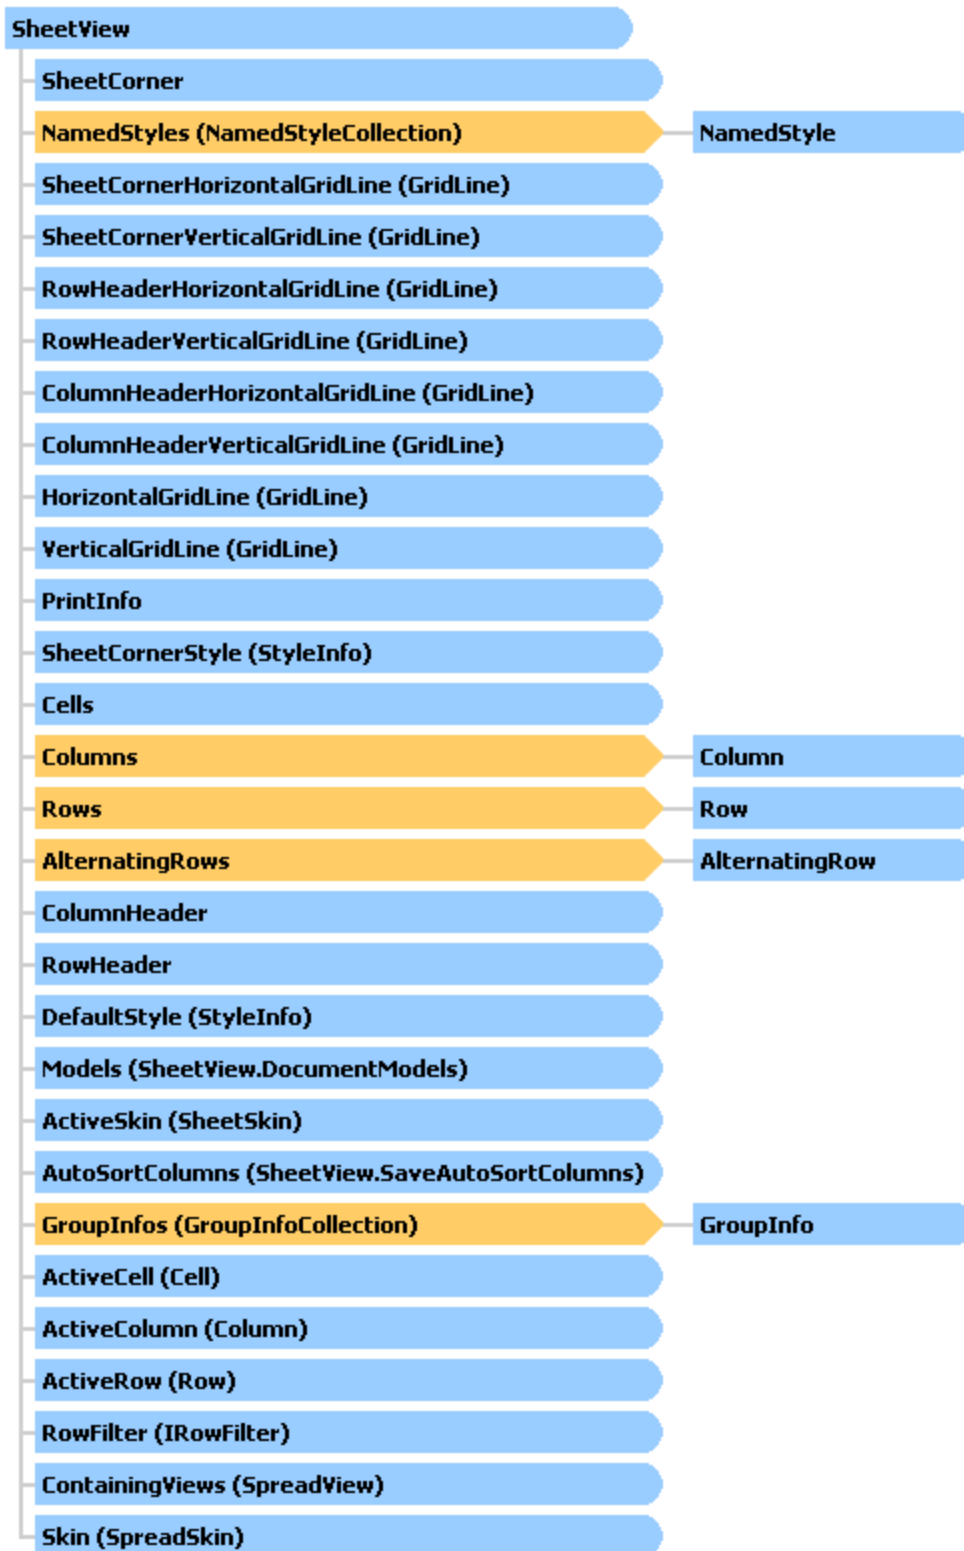 SheetView
SheetCorner
NamedStyles (NamedStyleCollection) NamedStyle
SheetCornerHorizontalGridLine (GridLine)
SheetCornerVerticalGridLine (GridLine)
RowHeaderHorizontalGridLine (GridLine)
RowHeaderVerticalGridLine (GridLine)
ColumnHeaderHorizontalGridLine (GridLine)
ColumnHeaderVerticalGridLine (GridLine)
HorizontalGridLine (GridLine)
VerticalGridLine (GridLine)
PrintInfo
SheetCornerStyle (StyleInfo)
Cells
Columns Column
Rows Row
AlternatingRows AlternatingRow
ColumnHeader
RowHeader
DefaultStyle (StyleInfo)
Models (SheetView.DocumentModels)
ActiveSkin (SheetSkin)
AutoSortColumns (SheetView.SaveAutoSortColumns)
GroupInfos (GroupInfoCollection) GroupInfo
ActiveCell (Cell)
ActiveColumn (Column)
ActiveRow (Row)
RowFilter (IRowFilter)
ContainingViews (SpreadView)
Skin (SpreadSkin)